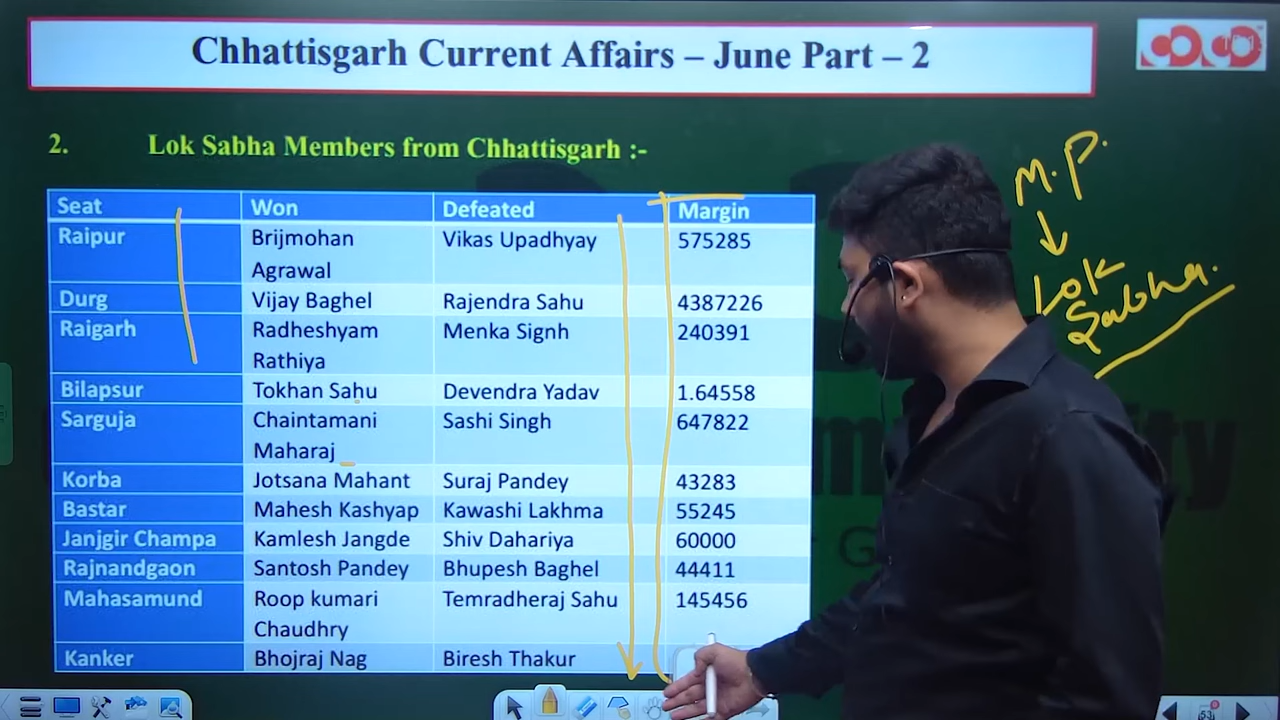 Chhattisgarh Current Affairs – June Part – 2
2. Lok Sabha Members from Chhattisgarh :-
Seat Won Defeated Margin
Raipur Brijmohan Vikas Upadhyay 575285
Agrawal
Durg Vijay Baghel Rajendra Sahu 4387226
Raigarh Radheshyam Menka Signh 240391
Rathiya
Bilapsur Tokhan Sahu Devendra Yadav 1.64558
Sarguja Chaintamani Sashi Singh 647822
Maharaj
Korba Jotsana Mahant Suraj Pandey 43283
Bastar Mahesh Kashyap Kawashi Lakhma 55245
Janjgir Champa Kamlesh Jangde Shiv Dahariya 60000
Rajnandgaon Santosh Pandey Bhupesh Baghel 44411
Mahasamund Roop kumari Temradheraj Sahu 145456
Chaudhry
Kanker Bhojraj Nag Biresh Thakur
M.P.
Lok
Sabha.
53